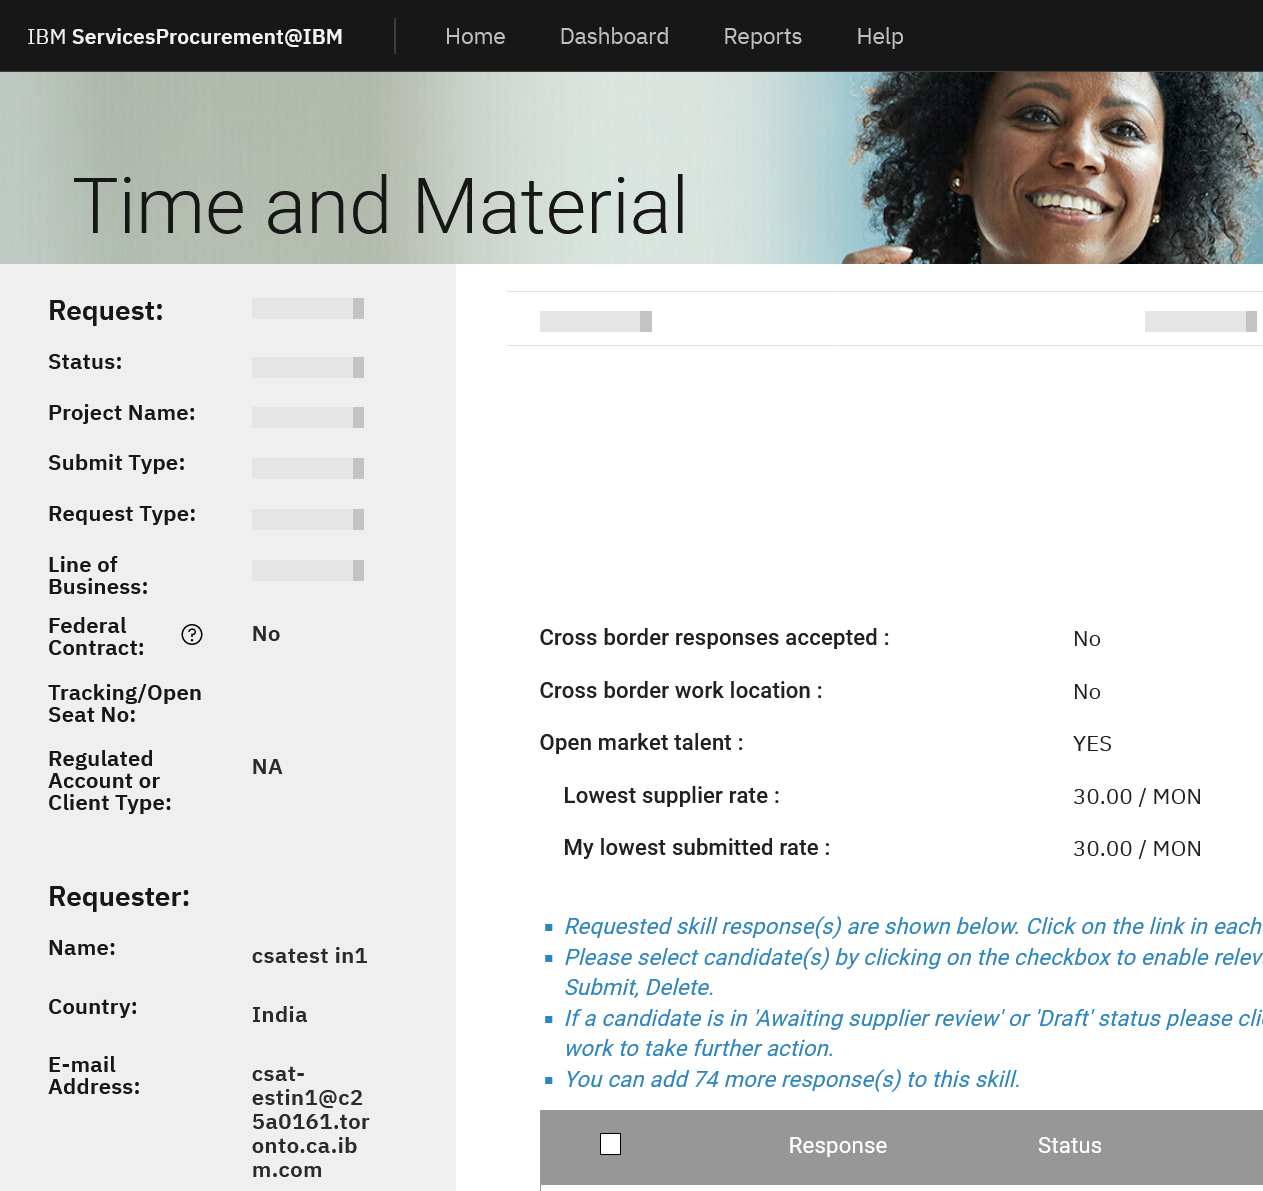 IBM ServicesProcurement@IBM Home Dashboard Reports Help
Time and Material
Request:
Status:
Project Name:
Submit Type:
Request Type:
Line of
Business:
Federal
Contract:
? No
Tracking/Open
Seat No:
Regulated
Account or
Client Type:
NA
Requester:
Name: csatest in1
Country: India
E-mail
Address:
csat-
estin1@c2
5a0161.tor
onto.ca.ib
m.com
Cross border responses accepted : No
Cross border work location : No
Open market talent : YES
Lowest supplier rate : 30.00 / MON
My lowest submitted rate : 30.00 / MON
Requested skill response(s) are shown below. Click on the link in each
Please select candidate(s) by clicking on the checkbox to enable relev
Submit, Delete.
If a candidate is in 'Awaiting supplier review' or 'Draft' status please cli
work to take further action.
You can add 74 more response(s) to this skill.
Response Status